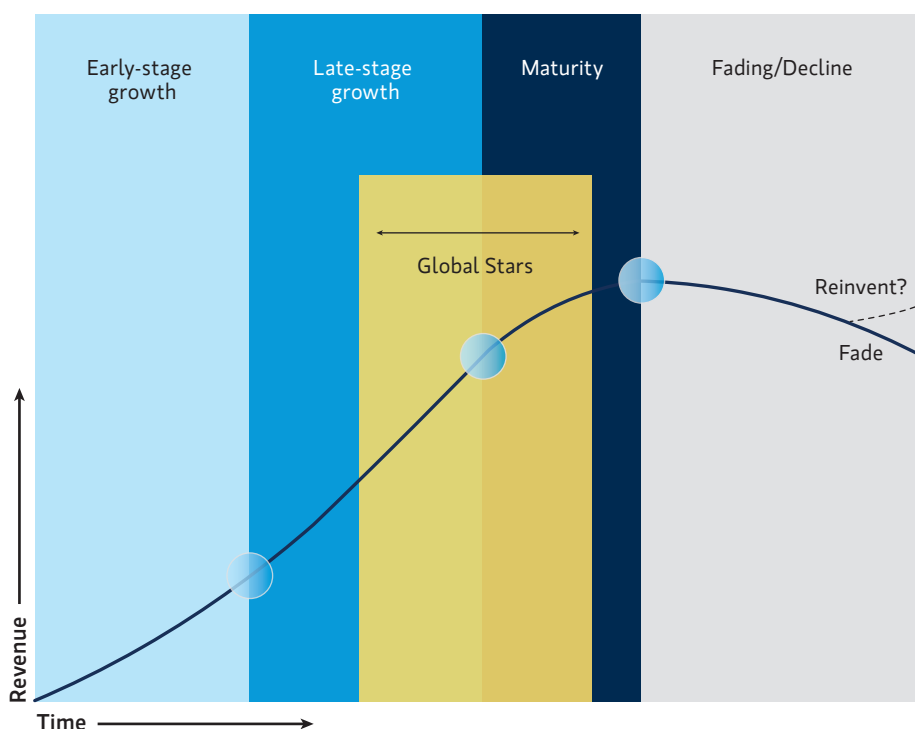 Early-stage
growth
Late-stage
growth
Maturity
Fading/Decline
Global Stars
Reinvent?
Fade
Revenue
Time